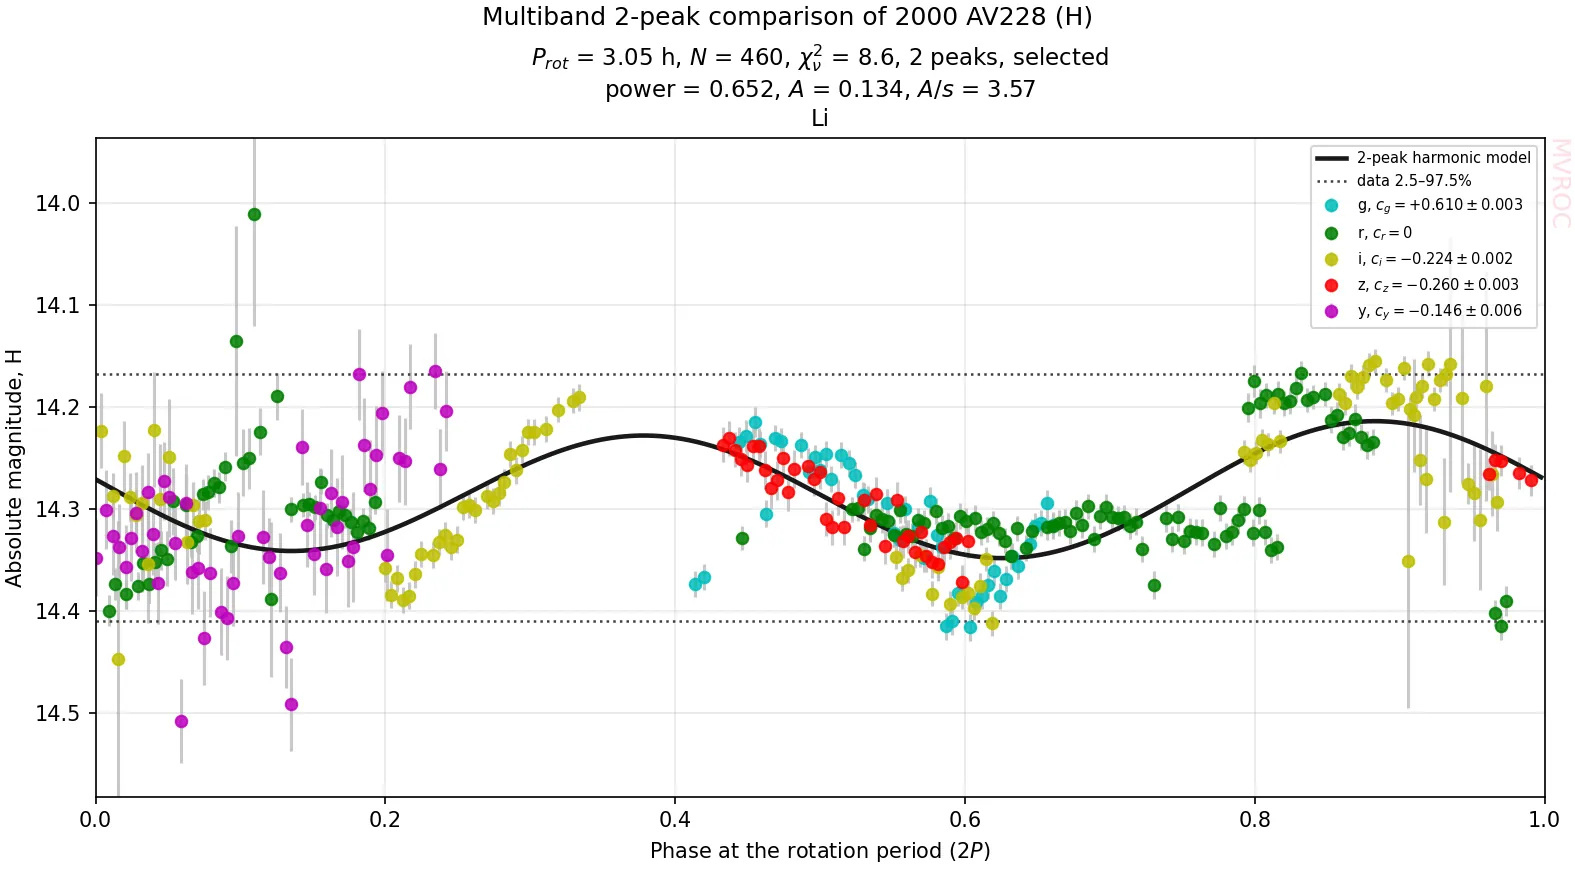 Multiband 2-peak comparison of 2000 AV228 (H)
P_rot = 3.05 h, N = 460, χ²_ν = 8.6, 2 peaks, selected
power = 0.652, A = 0.134, A/s = 3.57
Li
2-peak harmonic model
data 2.5–97.5%
g, c_g = +0.610 ± 0.003
r, c_r = 0
i, c_i = −0.224 ± 0.002
z, c_z = −0.260 ± 0.003
y, c_y = −0.146 ± 0.006
MVROC
Absolute magnitude, H
14.0
14.1
14.2
14.3
14.4
14.5
0.0 0.2 0.4 0.6 0.8 1.0
Phase at the rotation period (2P)